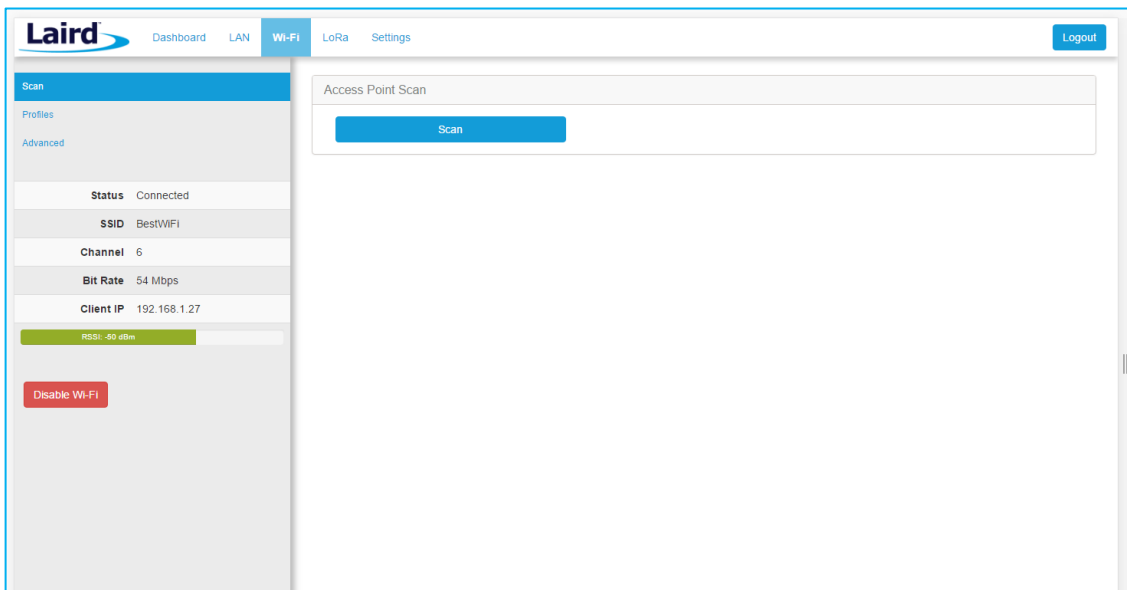 Laird
Dashboard LAN Wi-Fi LoRa Settings Logout
Scan
Profiles
Advanced
Status Connected
SSID BestWiFi
Channel 6
Bit Rate 54 Mbps
Client IP 192.168.1.27
RSSI: -50 dBm
Disable Wi-Fi
Access Point Scan
Scan